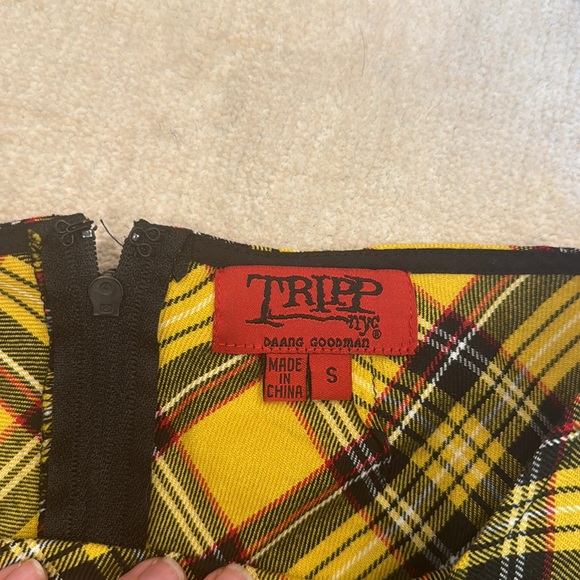 TRIPP
nyc®
DAANG GOODMAN
MADE
IN
CHINA
S